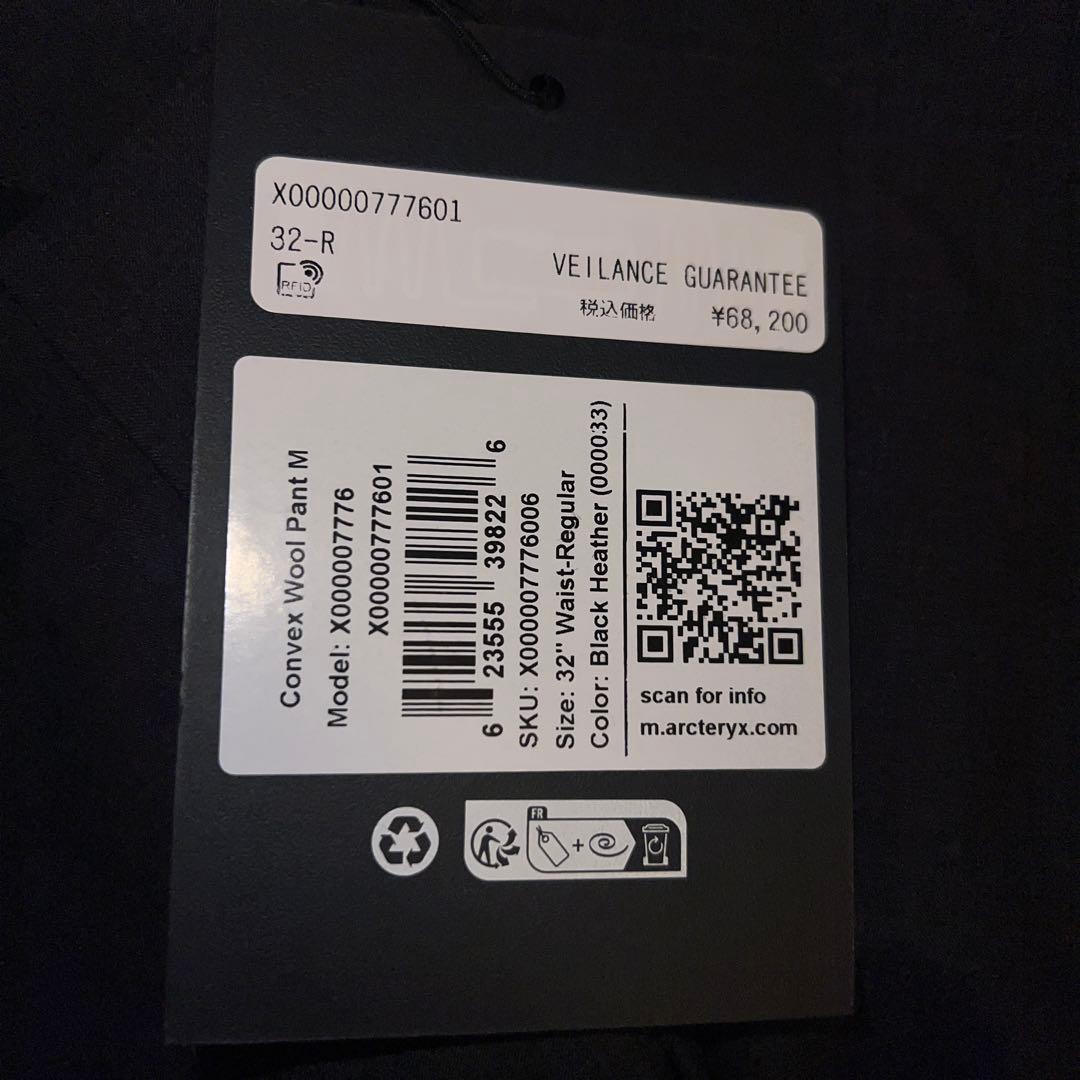 X00000777601
32-R
RFID
VEILANCE GUARANTEE
税込価格 ¥68,200
Convex Wool Pant M
Model: X000007776
X00000777601
6 23555 39822 6
SKU: X000007776006
Size: 32" Waist-Regular
Color: Black Heather (000033)
scan for info
m.arcteryx.com
FR